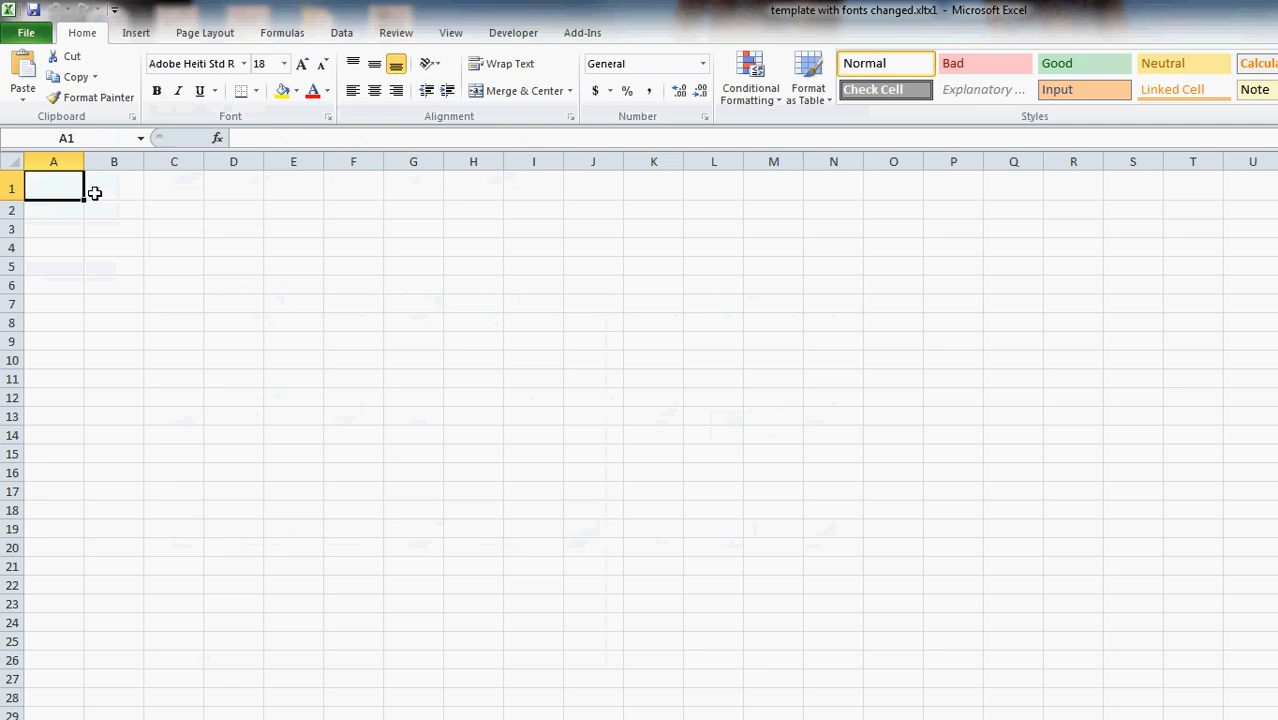 template with fonts changed.xltx1 - Microsoft Excel
File Home Insert Page Layout Formulas Data Review View Developer Add-Ins
Paste
Cut
Copy
Format Painter
Clipboard
Adobe Heiti Std R 18
B I U
Font
Wrap Text
Merge & Center
Alignment
General
$ % ,
Number
Conditional Formatting
Format as Table
Normal Bad Good Neutral Calcula
Check Cell Explanatory ... Input Linked Cell Note
Styles
A1 fx
A B C D E F G H I J K L M N O P Q R S T U
1
2
3
4
5
6
7
8
9
10
11
12
13
14
15
16
17
18
19
20
21
22
23
24
25
26
27
28
29